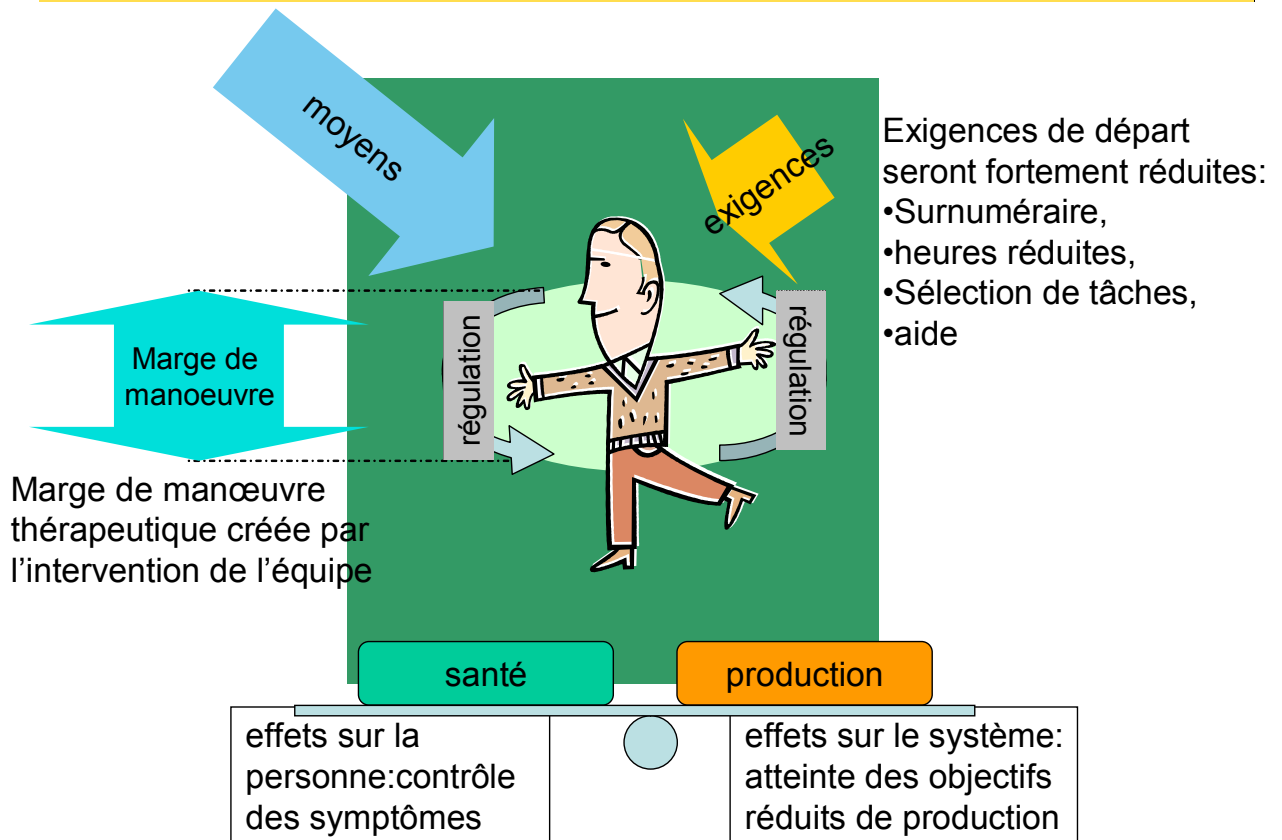 moyens
exigences
Exigences de départ
seront fortement réduites:
•Surnuméraire,
•heures réduites,
•Sélection de tâches,
•aide
régulation
régulation
Marge de
manoeuvre
Marge de manœuvre
thérapeutique créée par
l’intervention de l’équipe
santé
production
effets sur la
personne:contrôle
des symptômes
effets sur le système:
atteinte des objectifs
réduits de production